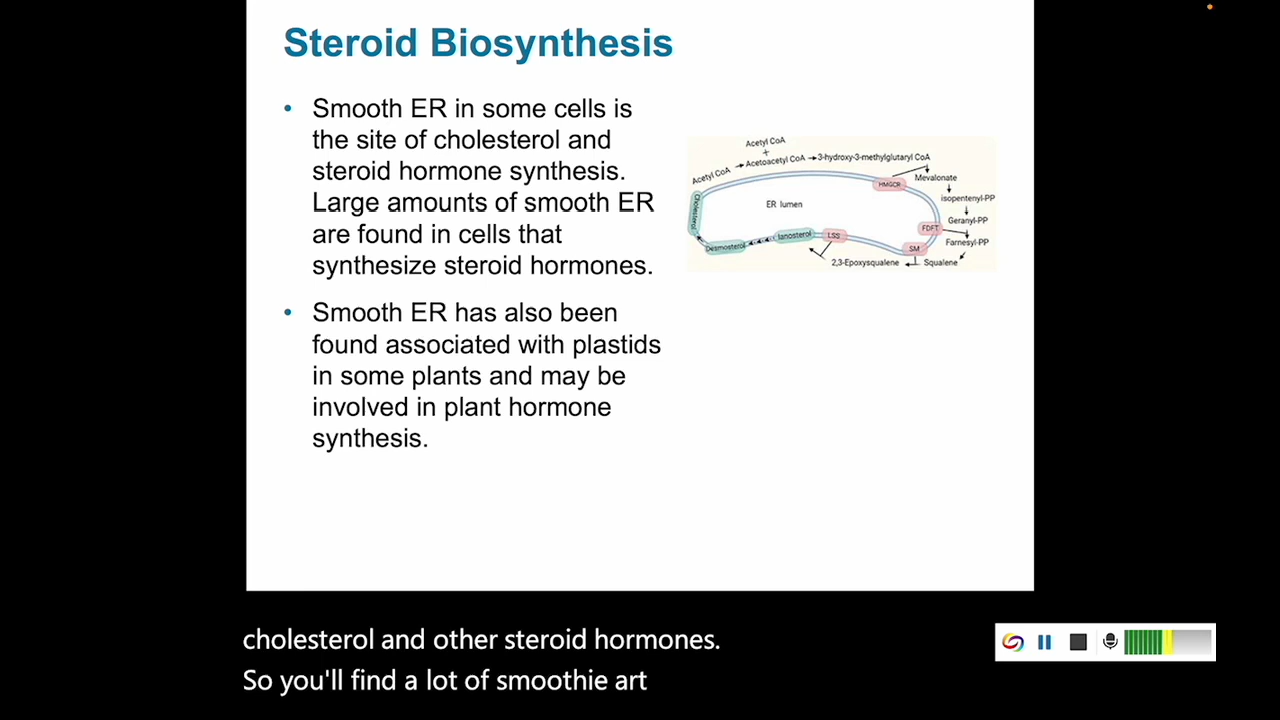 Steroid Biosynthesis
• Smooth ER in some cells is
the site of cholesterol and
steroid hormone synthesis.
Large amounts of smooth ER
are found in cells that
synthesize steroid hormones.
• Smooth ER has also been
found associated with plastids
in some plants and may be
involved in plant hormone
synthesis.
Acetyl CoA
+
Acetyl CoA → Acetoacetyl CoA → 3-hydroxy-3-methylglutaryl CoA
HMGCR
Mevalonate
isopentenyl-PP
Geranyl-PP
FDFT
Farnesyl-PP
SM
Squalene
2,3-Epoxysqualene
LSS
lanosterol
Desmosterol
Cholesterol
ER lumen
cholesterol and other steroid hormones.
So you'll find a lot of smoothie art